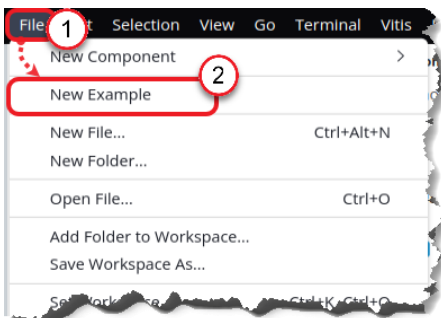 File 1 t Selection View Go Terminal Vitis
New Component >
2
New Example
New File... Ctrl+Alt+N
New Folder...
Open File... Ctrl+O
Add Folder to Workspace...
Save Workspace As...